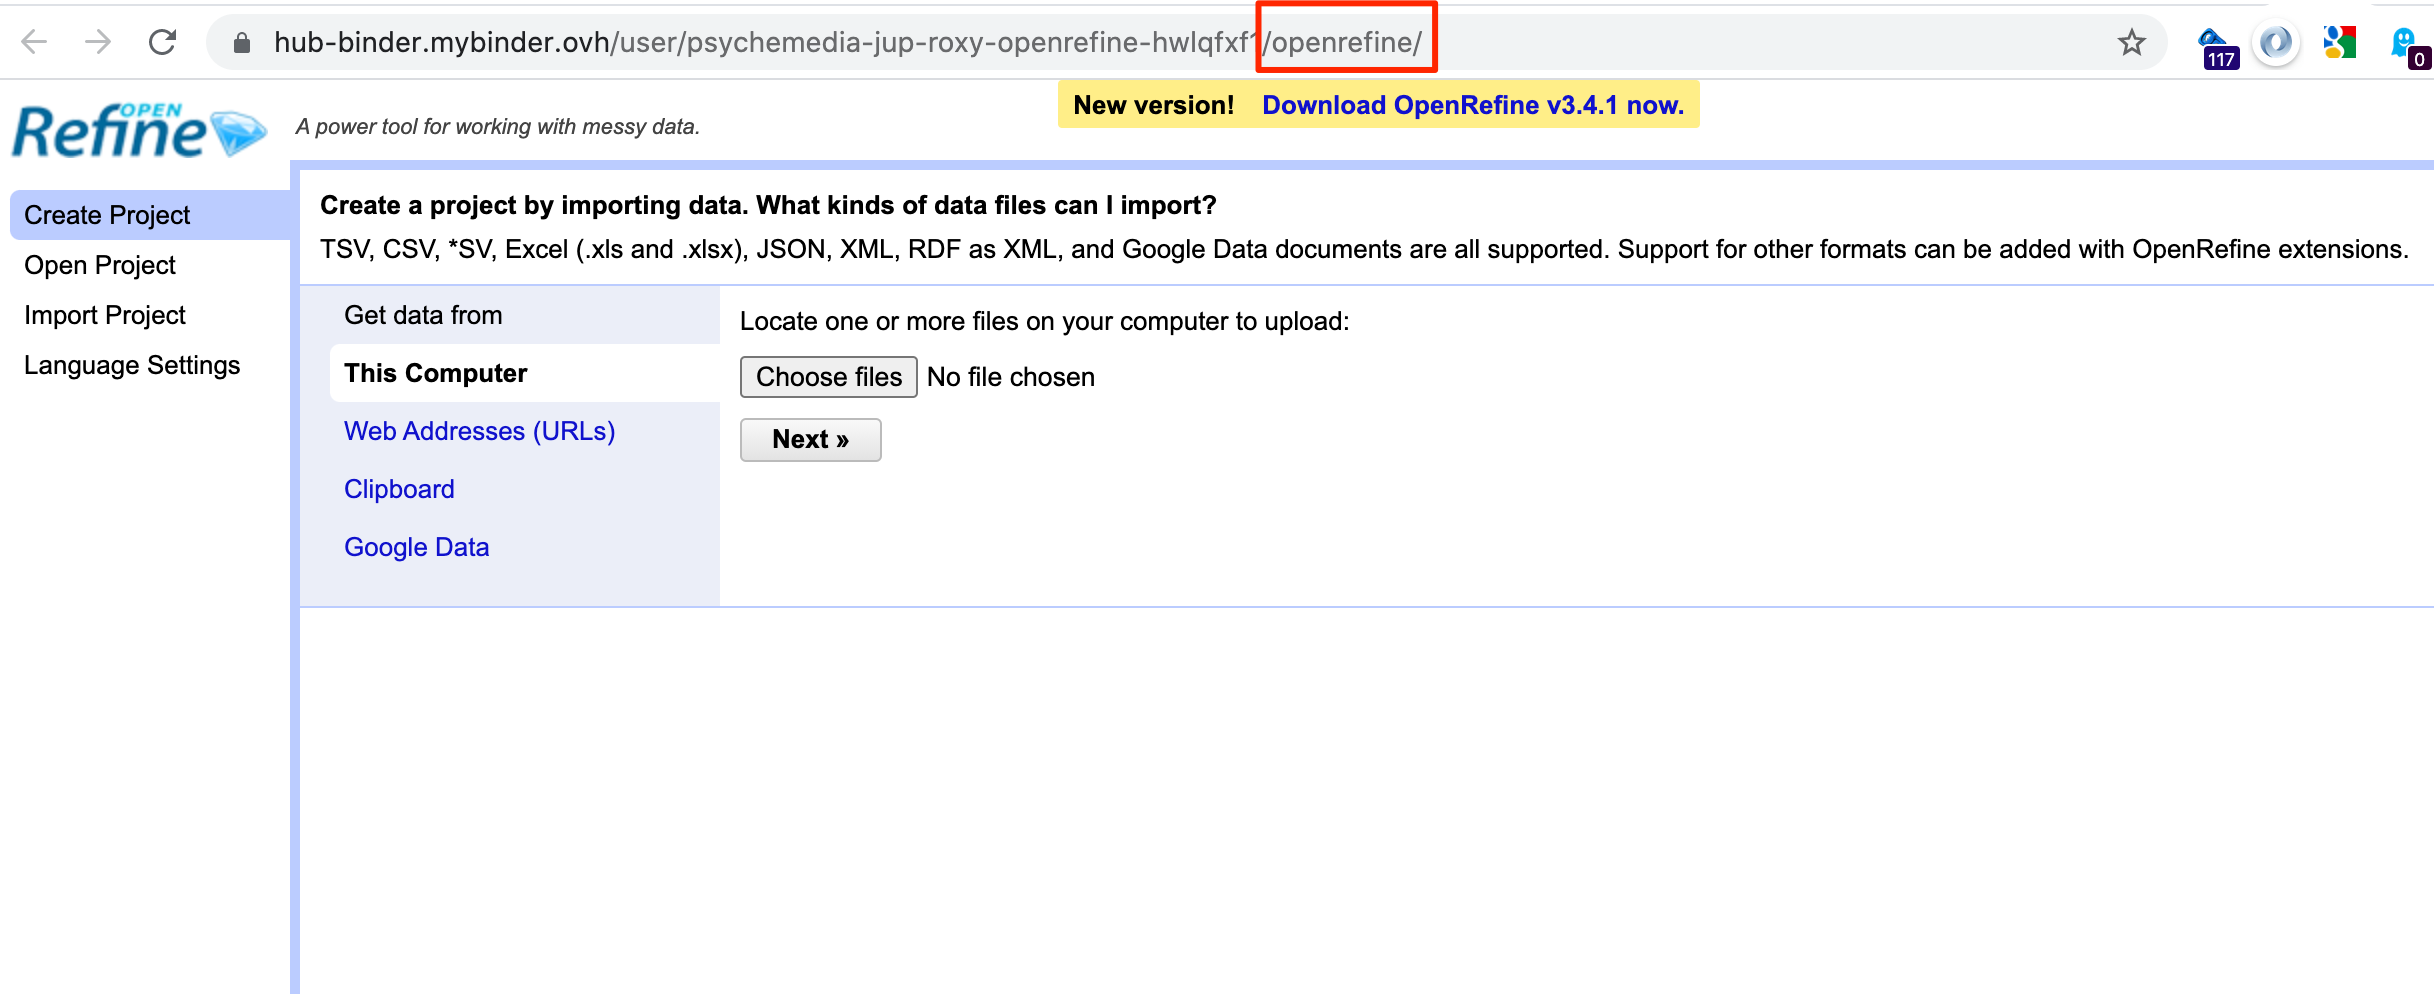 hub-binder.mybinder.ovh/user/psychemedia-jup-roxy-openrefine-hwlqfxf1/openrefine/
117
0
OPEN
Refine
A power tool for working with messy data.
New version! Download OpenRefine v3.4.1 now.
Create Project
Open Project
Import Project
Language Settings
Create a project by importing data. What kinds of data files can I import?
TSV, CSV, *SV, Excel (.xls and .xlsx), JSON, XML, RDF as XML, and Google Data documents are all supported. Support for other formats can be added with OpenRefine extensions.
Get data from
This Computer
Web Addresses (URLs)
Clipboard
Google Data
Locate one or more files on your computer to upload:
Choose files No file chosen
Next »